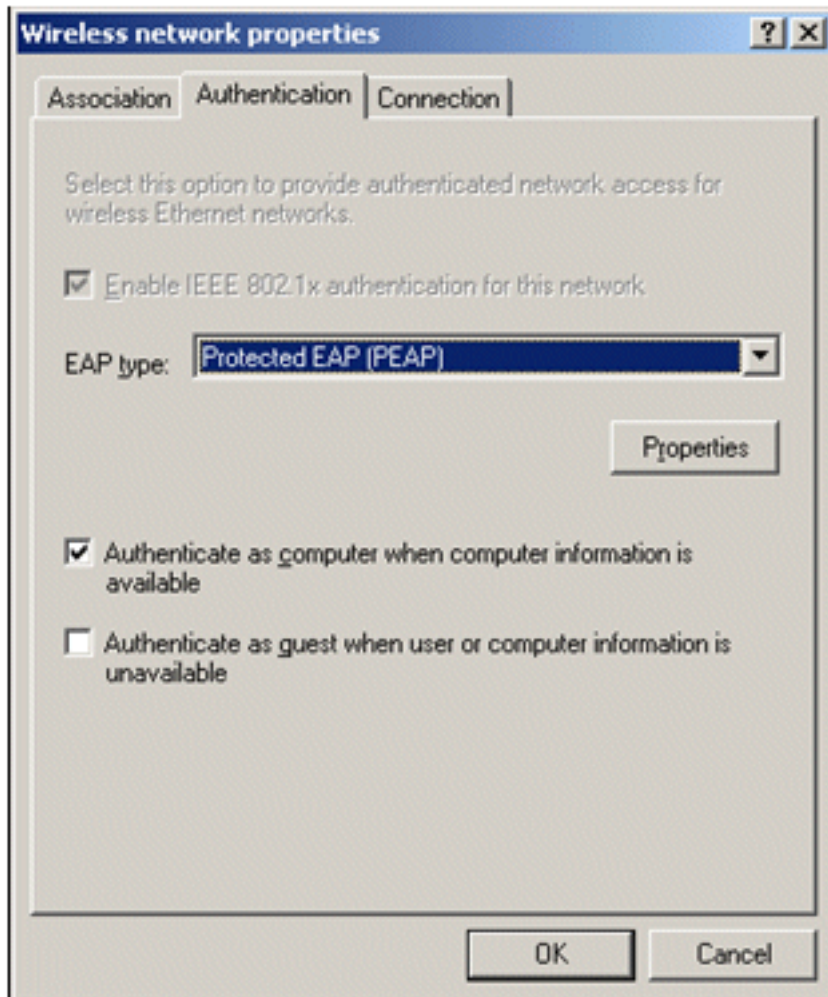 Wireless network properties
Association Authentication Connection
Select this option to provide authenticated network access for
wireless Ethernet networks.
Enable IEEE 802.1x authentication for this network
EAP type: Protected EAP (PEAP)
Properties
Authenticate as computer when computer information is
available
Authenticate as guest when user or computer information is
unavailable
OK Cancel